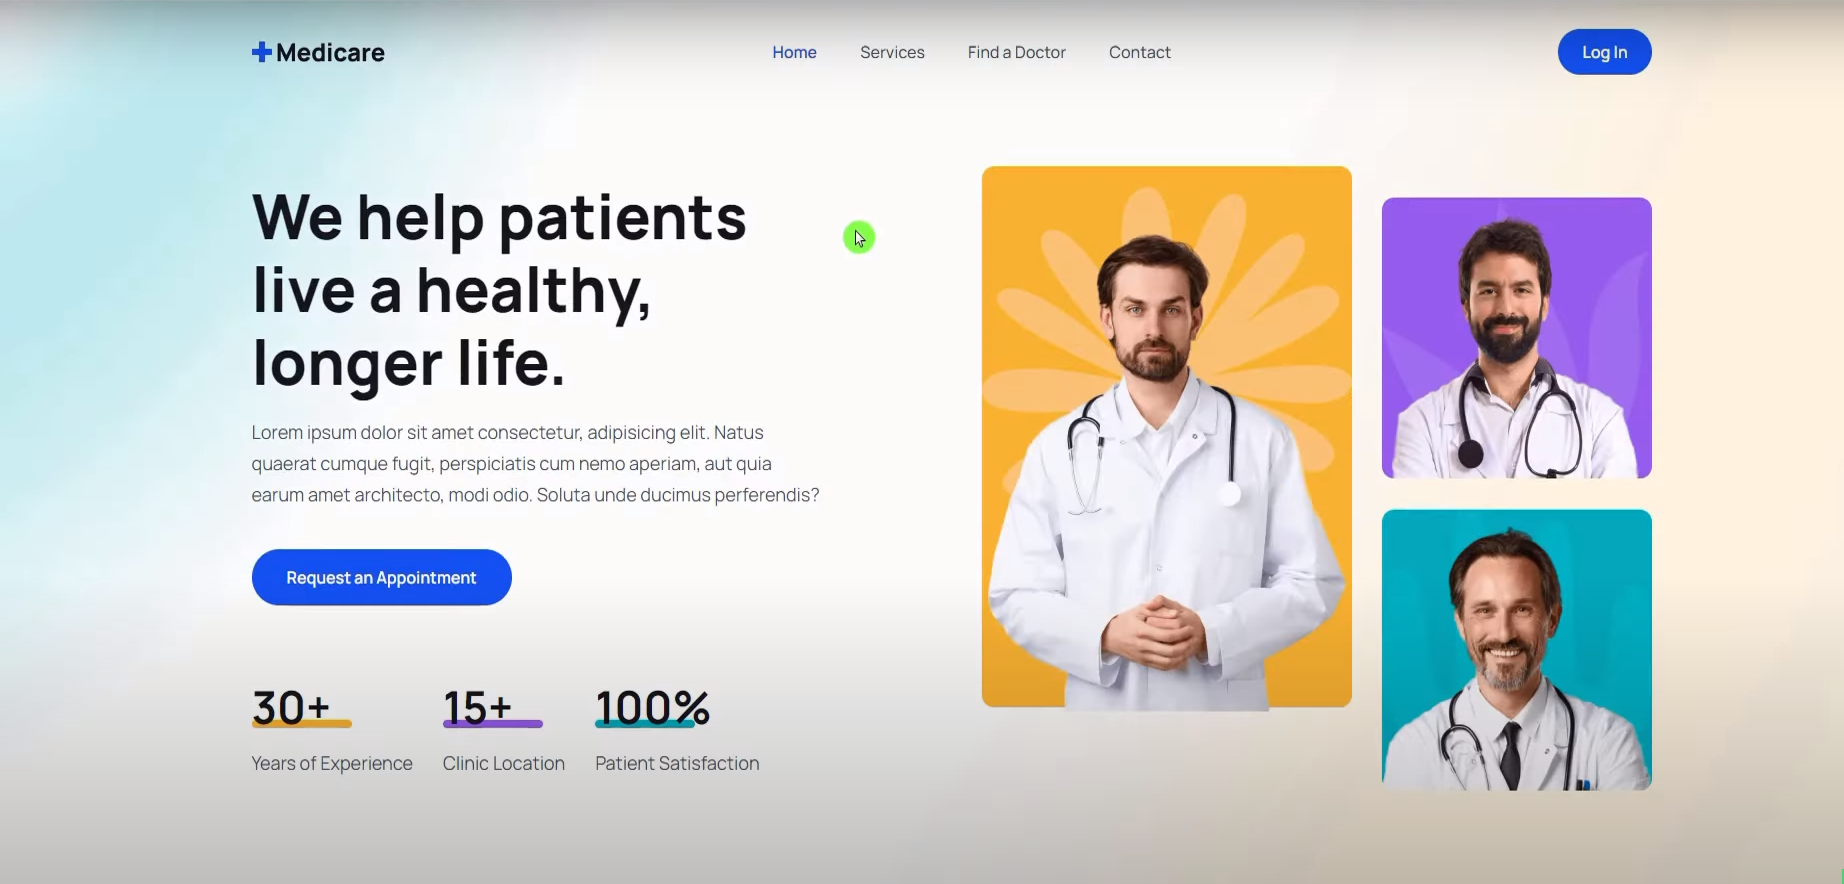 Medicare
Home
Services
Find a Doctor
Contact
Log In
We help patients
live a healthy,
longer life.
Lorem ipsum dolor sit amet consectetur, adipisicing elit. Natus
quaerat cumque fugit, perspiciatis cum nemo aperiam, aut quia
earum amet architecto, modi odio. Soluta unde ducimus perferendis?
Request an Appointment
30+
Years of Experience
15+
Clinic Location
100%
Patient Satisfaction